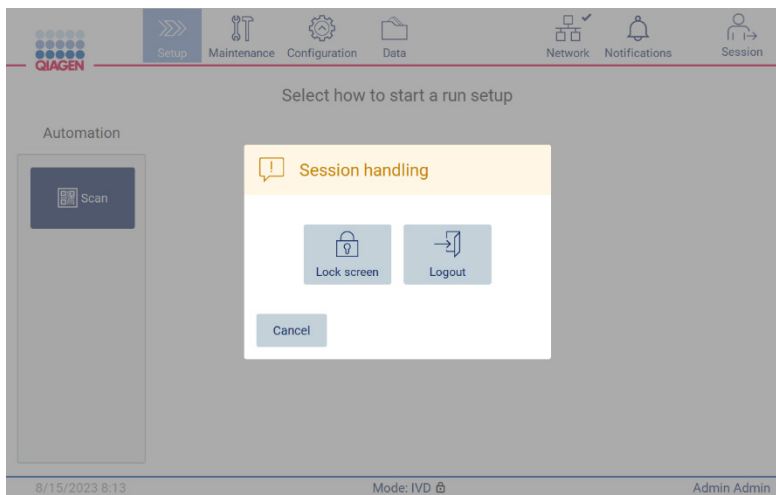 QIAGEN
Setup
Maintenance
Configuration
Data
Network
Notifications
Session
Select how to start a run setup
Automation
Scan
Session handling
Lock screen
Logout
Cancel
8/15/2023 8:13
Mode: IVD
Admin Admin